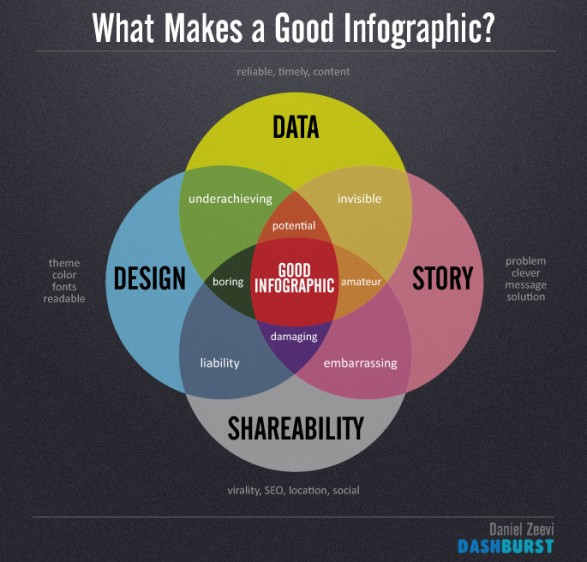 What Makes a Good Infographic?
reliable, timely, content
DATA
underachieving
invisible
potential
theme
color
fonts
readable
DESIGN
boring
GOOD
INFOGRAPHIC
amateur
STORY
problem
clever
message
solution
damaging
liability
embarrassing
SHAREABILITY
virality, SEO, location, social
Daniel Zeevi
DASHBURST